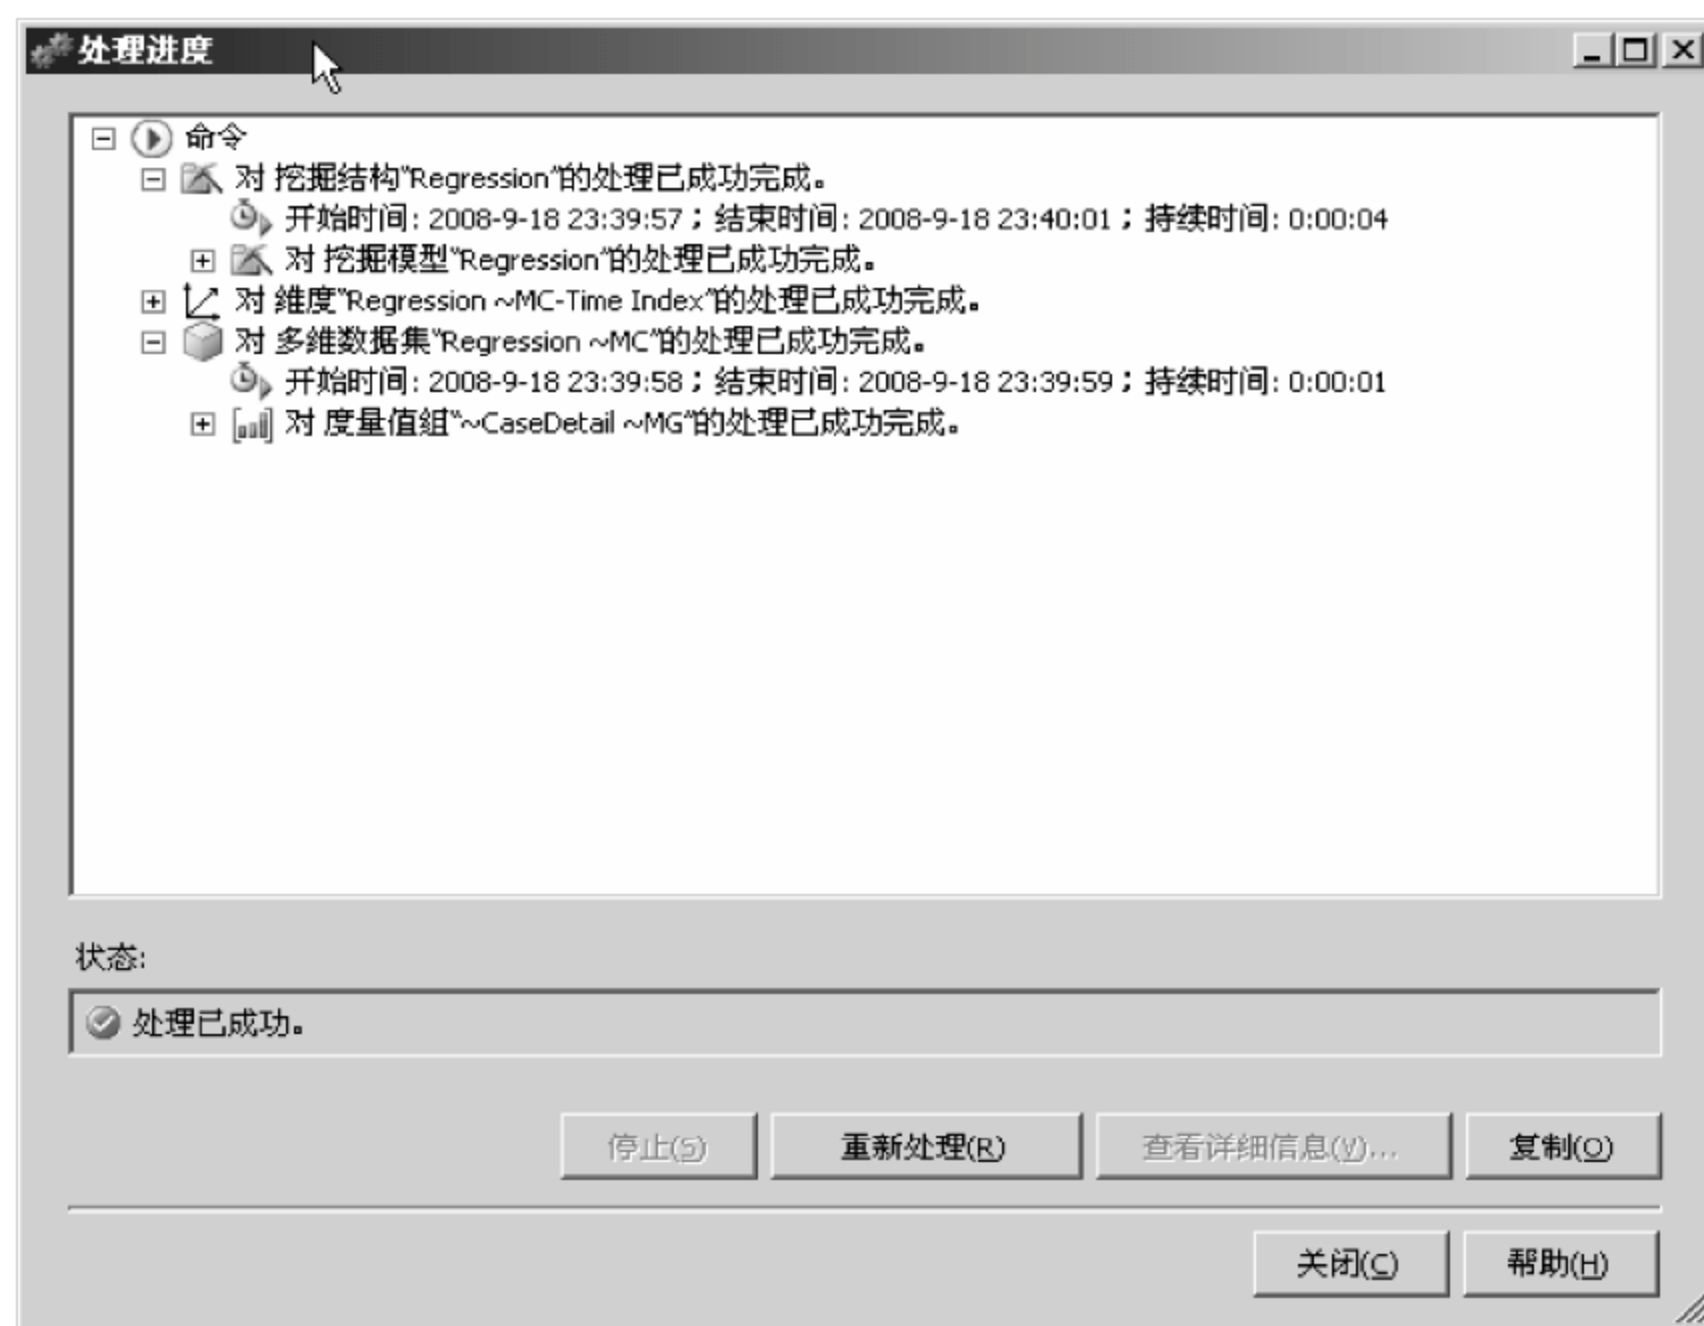 处理进度
命令
对 挖掘结构"Regression"的处理已成功完成。
开始时间: 2008-9-18 23:39:57；结束时间: 2008-9-18 23:40:01；持续时间: 0:00:04
对 挖掘模型"Regression"的处理已成功完成。
对 维度"Regression ~MC-Time Index"的处理已成功完成。
对 多维数据集"Regression ~MC"的处理已成功完成。
开始时间: 2008-9-18 23:39:58；结束时间: 2008-9-18 23:39:59；持续时间: 0:00:01
对 度量值组"~CaseDetail ~MG"的处理已成功完成。
状态:
处理已成功。
停止(S) 重新处理(R) 查看详细信息(V)... 复制(O)
关闭(C) 帮助(H)